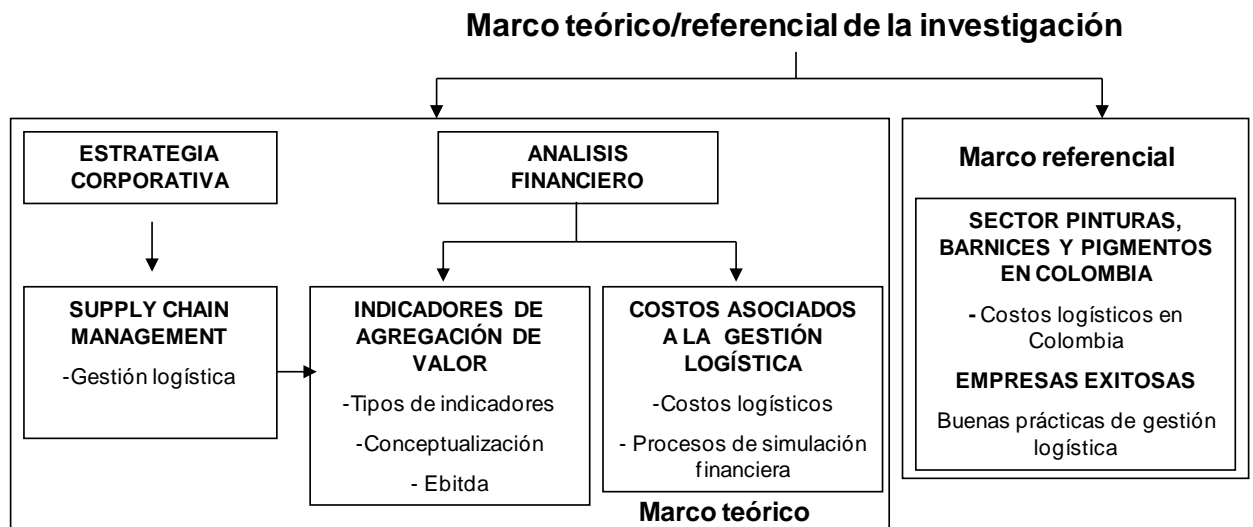 Marco teórico/referencial de la investigación
ESTRATEGIA
CORPORATIVA
ANALISIS
FINANCIERO
SUPPLY CHAIN
MANAGEMENT
-Gestión logística
INDICADORES DE
AGREGACIÓN DE
VALOR
-Tipos de indicadores
-Conceptualización
- Ebitda
COSTOS ASOCIADOS
A LA GESTIÓN
LOGÍSTICA
-Costos logísticos
- Procesos de simulación
financiera
Marco teórico
Marco referencial
SECTOR PINTURAS,
BARNICES Y PIGMENTOS
EN COLOMBIA
- Costos logísticos en
Colombia
EMPRESAS EXITOSAS
Buenas prácticas de gestión
logística